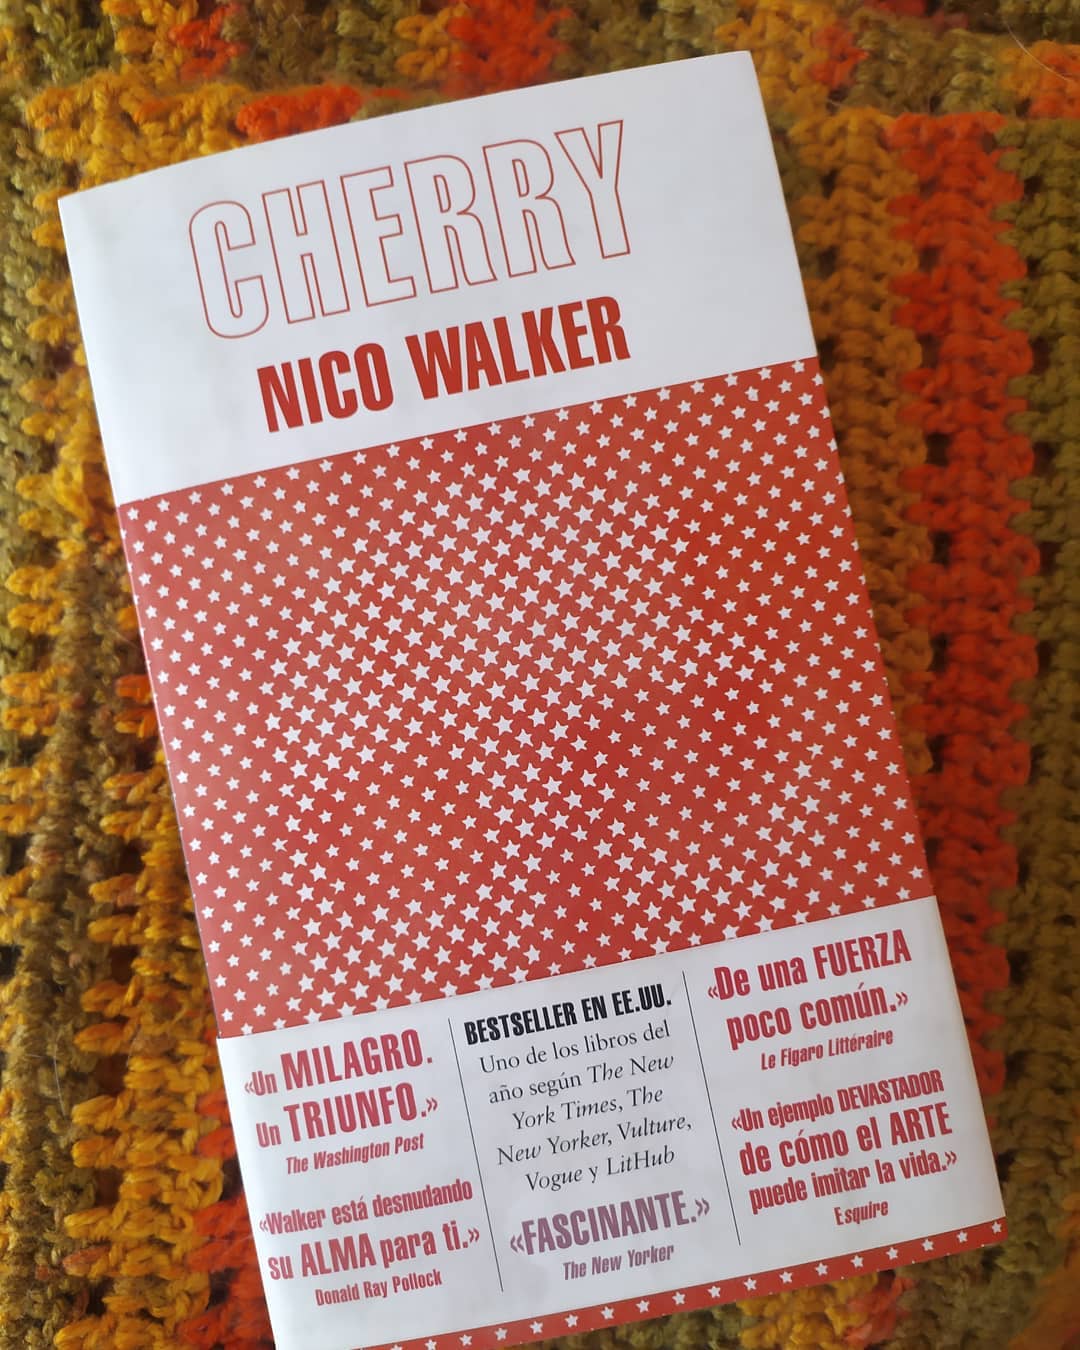 CHERRY
NICO WALKER
«Un MILAGRO.
Un TRIUNFO.»
The Washington Post
«Walker está desnudando
su ALMA para ti.»
Donald Ray Pollock
BESTSELLER EN EE.UU.
Uno de los libros del
año según The New
York Times, The
New Yorker, Vulture,
Vogue y LitHub
«FASCINANTE.»
The New Yorker
«De una FUERZA
poco común.»
Le Figaro Littéraire
«Un ejemplo DEVASTADOR
de cómo el ARTE
puede imitar la vida.»
Esquire